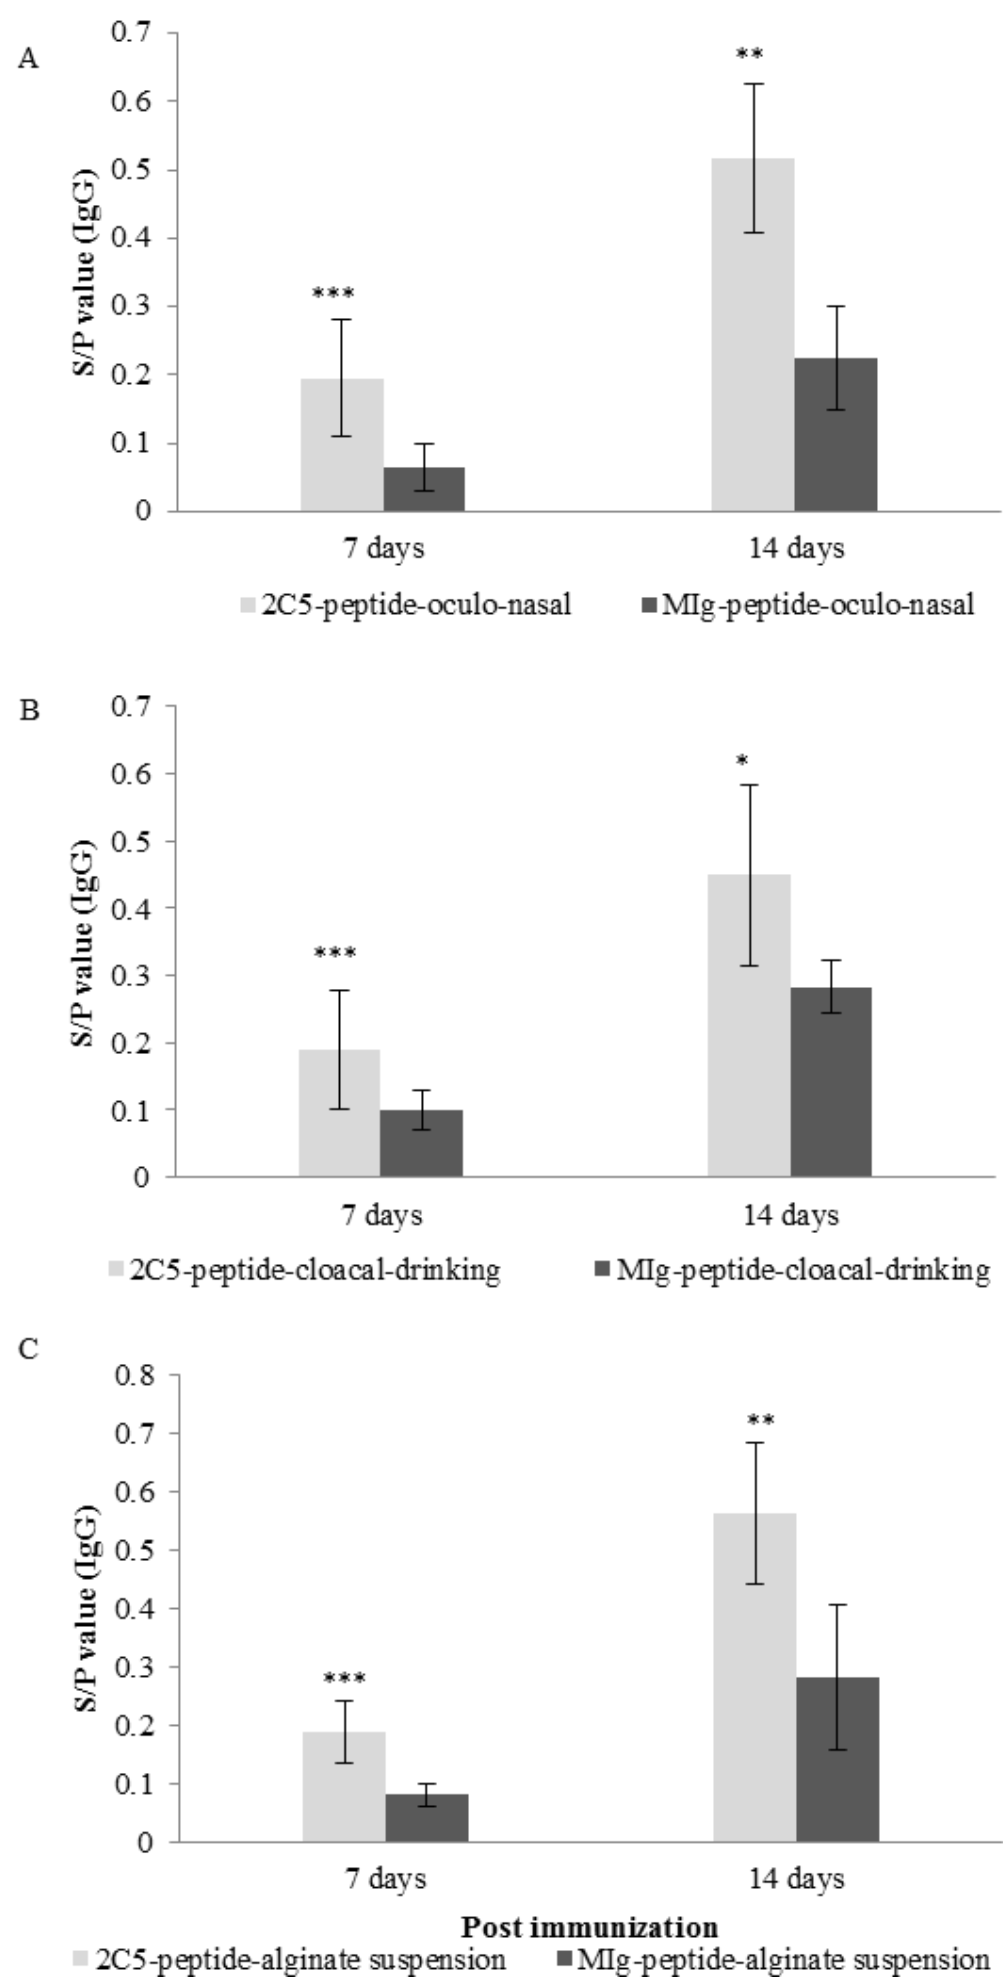 A
S/P value (IgG)
0.7
0.6
0.5
0.4
0.3
0.2
0.1
0
***
**
7 days 14 days
2C5-peptide-oculo-nasal MIg-peptide-oculo-nasal
B
S/P value (IgG)
0.7
0.6
0.5
0.4
0.3
0.2
0.1
0
***
*
7 days 14 days
2C5-peptide-cloacal-drinking MIg-peptide-cloacal-drinking
C
S/P value (IgG)
0.8
0.7
0.6
0.5
0.4
0.3
0.2
0.1
0
***
**
7 days 14 days
Post immunization
2C5-peptide-alginate suspension MIg-peptide-alginate suspension